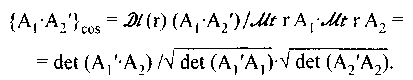 {A₁·A₂′}cos = 𝒟l (r) (A₁·A₂′)/ℳt r A₁·ℳt r A₂ =
= det (A₁′·A₂) /√det (A₁′A₁)·√det (A₂′A₂).